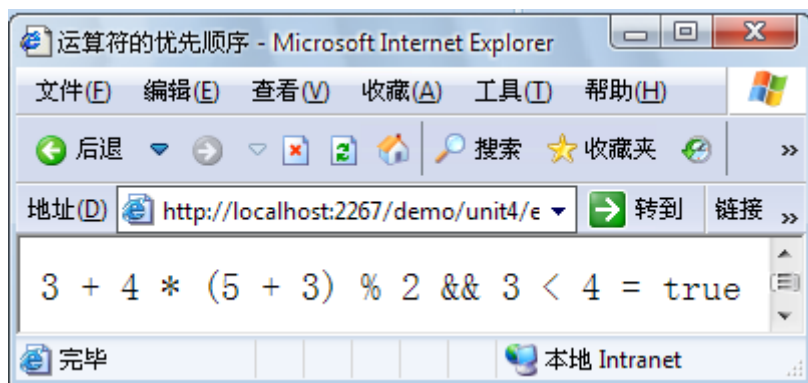 运算符的优先顺序 - Microsoft Internet Explorer
文件(F) 编辑(E) 查看(V) 收藏(A) 工具(T) 帮助(H)
后退 搜索 收藏夹 »
地址(D) http://localhost:2267/demo/unit4/e 转到 链接 »
3 + 4 * (5 + 3) % 2 && 3 < 4 = true
完毕 本地 Intranet